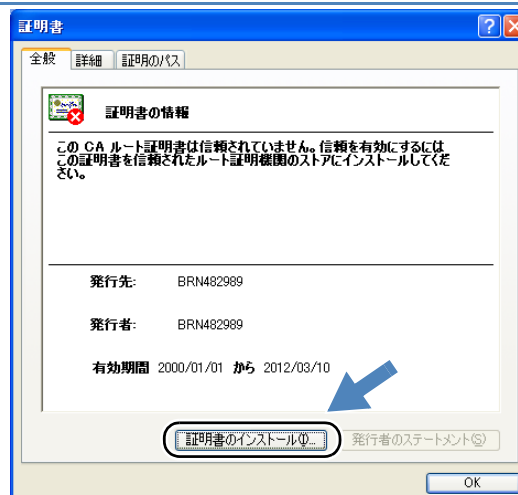 証明書
全般 詳細 証明のパス
証明書の情報
この CA ルート証明書は信頼されていません。信頼を有効にするには
この証明書を信頼されたルート証明機関のストアにインストールしてくだ
さい。
発行先: BRN482989
発行者: BRN482989
有効期間 2000/01/01 から 2012/03/10
証明書のインストール(I)... 発行者のステートメント(S)
OK